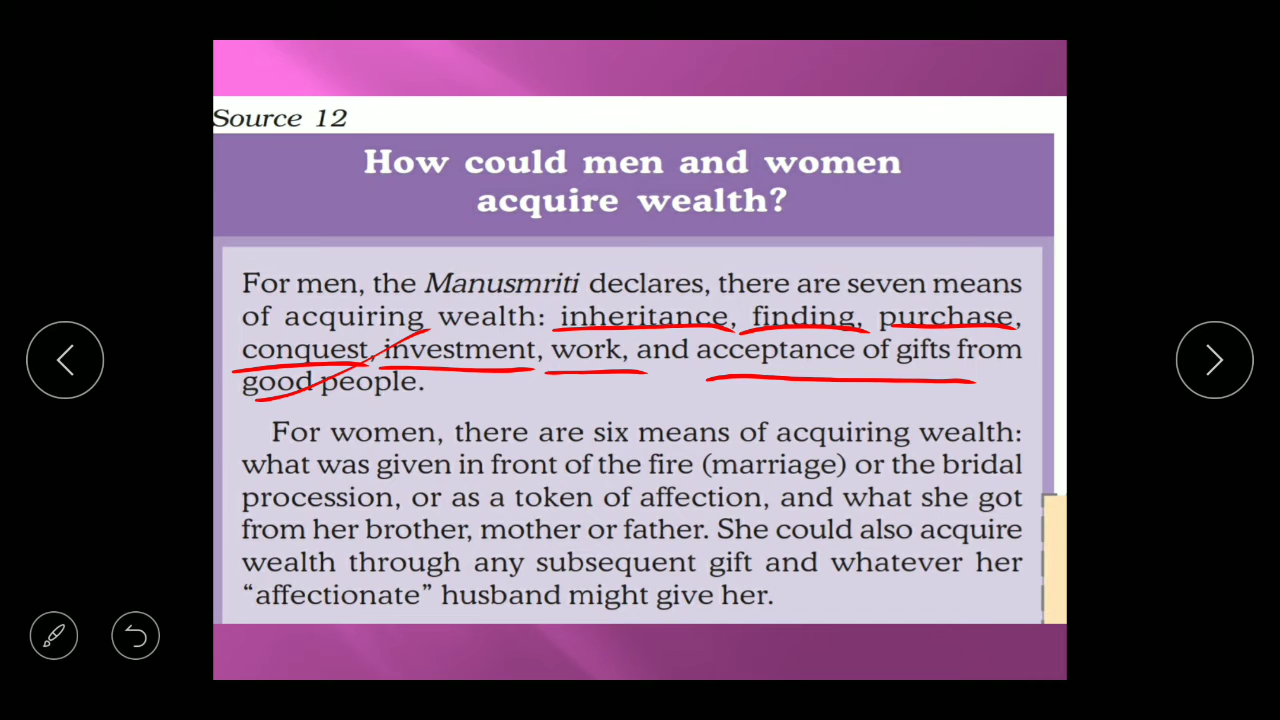 Source 12
How could men and women
acquire wealth?
For men, the Manusmriti declares, there are seven means
of acquiring wealth: inheritance, finding, purchase,
conquest, investment, work, and acceptance of gifts from
good people.
For women, there are six means of acquiring wealth:
what was given in front of the fire (marriage) or the bridal
procession, or as a token of affection, and what she got
from her brother, mother or father. She could also acquire
wealth through any subsequent gift and whatever her
“affectionate” husband might give her.